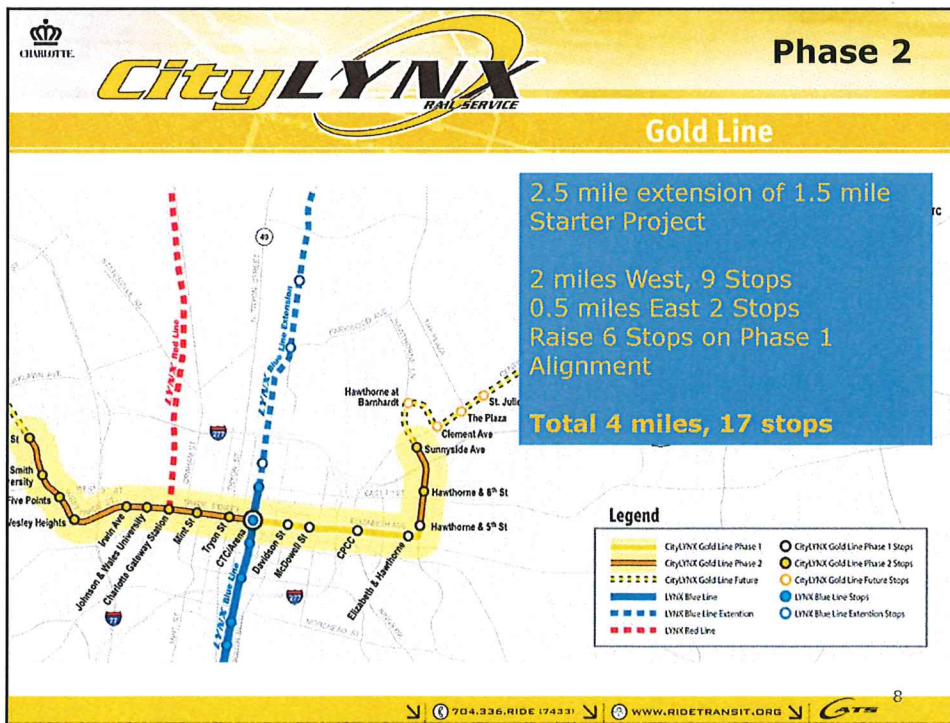 CHARLOTTE.
CityLYNX
RAIL SERVICE
Phase 2
Gold Line
2.5 mile extension of 1.5 mile
Starter Project
2 miles West, 9 Stops
0.5 miles East 2 Stops
Raise 6 Stops on Phase 1
Alignment
Total 4 miles, 17 stops
49
LYNX Red Line
LYNX Blue Line Extension
277
Hawthorne at
Barnhardt
St. Julie
The Plaza
Clement Ave
Sunnyside Ave
Hawthorne & 8th St
Hawthorne & 5th St
St
Smith
versity
Five Points
Wesley Heights
Irwin Ave
Johnson & Wales University
Charlotte Gateway Station
Mint St
Tryon St
CTC/Arena
Davidson St
McDowell St
CPCC
Elizabeth & Hawthorne
LYNX Blue Line
277
77
Legend
CityLYNX Gold Line Phase 1
CityLYNX Gold Line Phase 2
CityLYNX Gold Line Future
LYNX Blue Line
LYNX Blue Line Extention
LYNX Red Line
CityLYNX Gold Line Phase 1 Stops
CityLYNX Gold Line Phase 2 Stops
CityLYNX Gold Line Future Stops
LYNX Blue Line Stops
LYNX Blue Line Extention Stops
704.336.RIDE (7433) WWW.RIDETRANSIT.ORG CATS
8